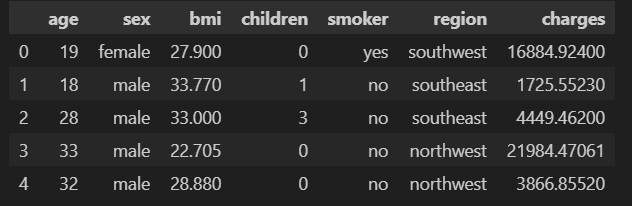 age sex bmi children smoker region charges
0 19 female 27.900 0 yes southwest 16884.92400
1 18 male 33.770 1 no southeast 1725.55230
2 28 male 33.000 3 no southeast 4449.46200
3 33 male 22.705 0 no northwest 21984.47061
4 32 male 28.880 0 no northwest 3866.85520